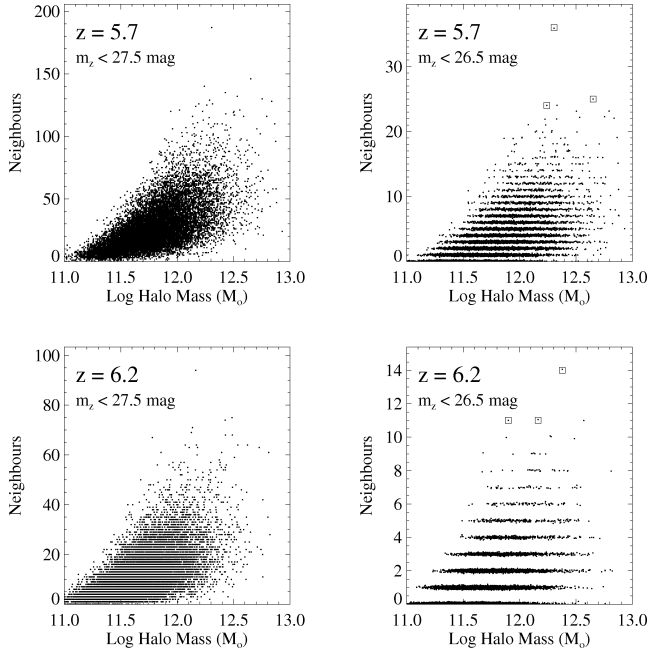 z = 5.7
m_z < 27.5 mag
Neighbours
200
150
100
50
0
11.0 11.5 12.0 12.5 13.0
Log Halo Mass (M_o)
z = 5.7
m_z < 26.5 mag
Neighbours
30
20
10
0
11.0 11.5 12.0 12.5 13.0
Log Halo Mass (M_o)
z = 6.2
m_z < 27.5 mag
Neighbours
100
80
60
40
20
0
11.0 11.5 12.0 12.5 13.0
Log Halo Mass (M_o)
z = 6.2
m_z < 26.5 mag
Neighbours
14
12
10
8
6
4
2
0
11.0 11.5 12.0 12.5 13.0
Log Halo Mass (M_o)